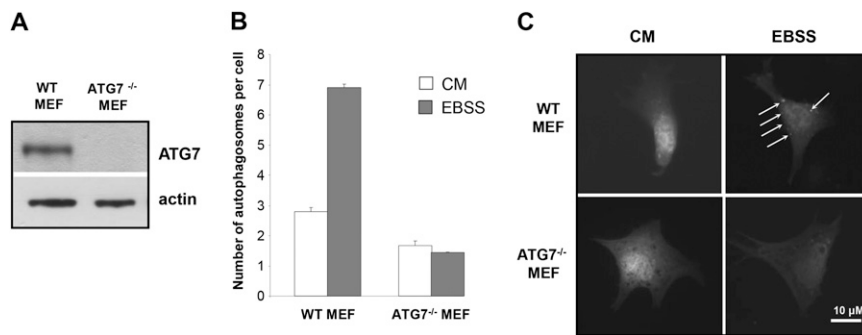 A
WT
MEF
ATG7 -/-
MEF
ATG7
actin
B
Number of autophagosomes per cell
8
7
6
5
4
3
2
1
0
CM
EBSS
WT MEF
ATG7-/- MEF
C
CM
EBSS
WT
MEF
ATG7-/-
MEF
10 µM